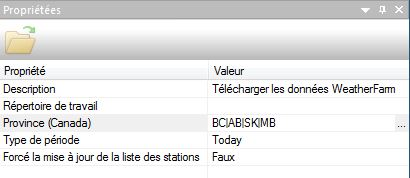 Propriétées
Propriété Valeur
Description Télécharger les données WeatherFarm
Répertoire de travail
Province (Canada) BC|AB|SK|MB ...
Type de période Today
Forcé la mise à jour de la liste des stations Faux